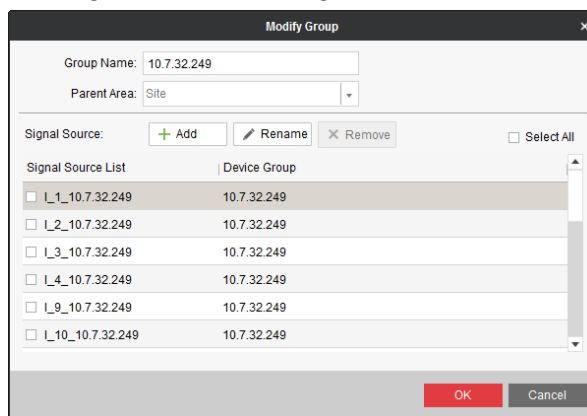 Modify Group
Group Name: 10.7.32.249
Parent Area: Site
Signal Source: Add Rename Remove Select All
Signal Source List Device Group
I_1_10.7.32.249 10.7.32.249
I_2_10.7.32.249 10.7.32.249
I_3_10.7.32.249 10.7.32.249
I_4_10.7.32.249 10.7.32.249
I_9_10.7.32.249 10.7.32.249
I_10_10.7.32.249 10.7.32.249
OK Cancel